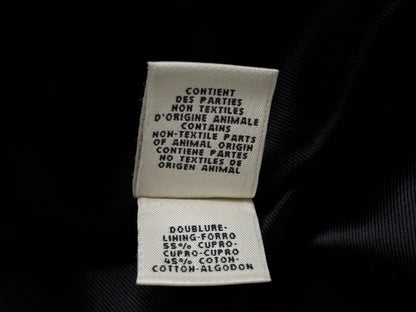 CONTIENT
DES PARTIES
NON TEXTILES
D'ORIGINE ANIMALE
CONTAINS
NON-TEXTILE PARTS
OF ANIMAL ORIGIN
CONTIENE PARTES
NO TEXTILES DE
ORIGEN ANIMAL
DOUBLURE-
LINING-FORRO
55% CUPRO-
CUPRO-CUPRO
45% COTON-
COTTON-ALGODON